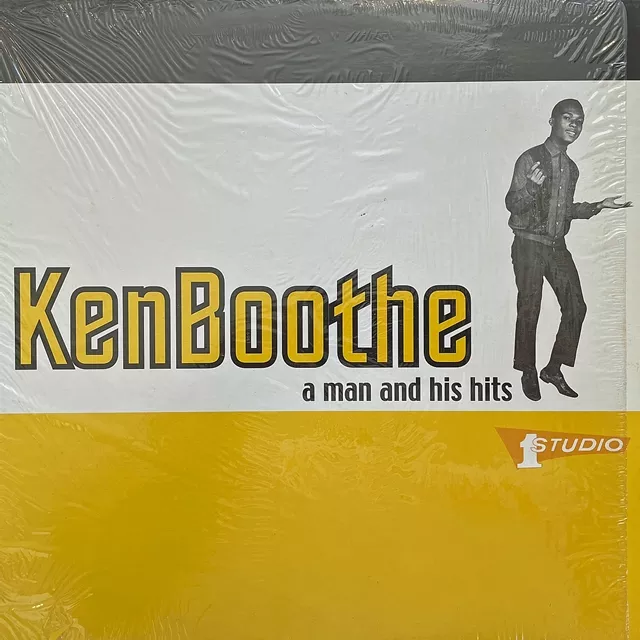 KenBoothe
a man and his hits
1 STUDIO